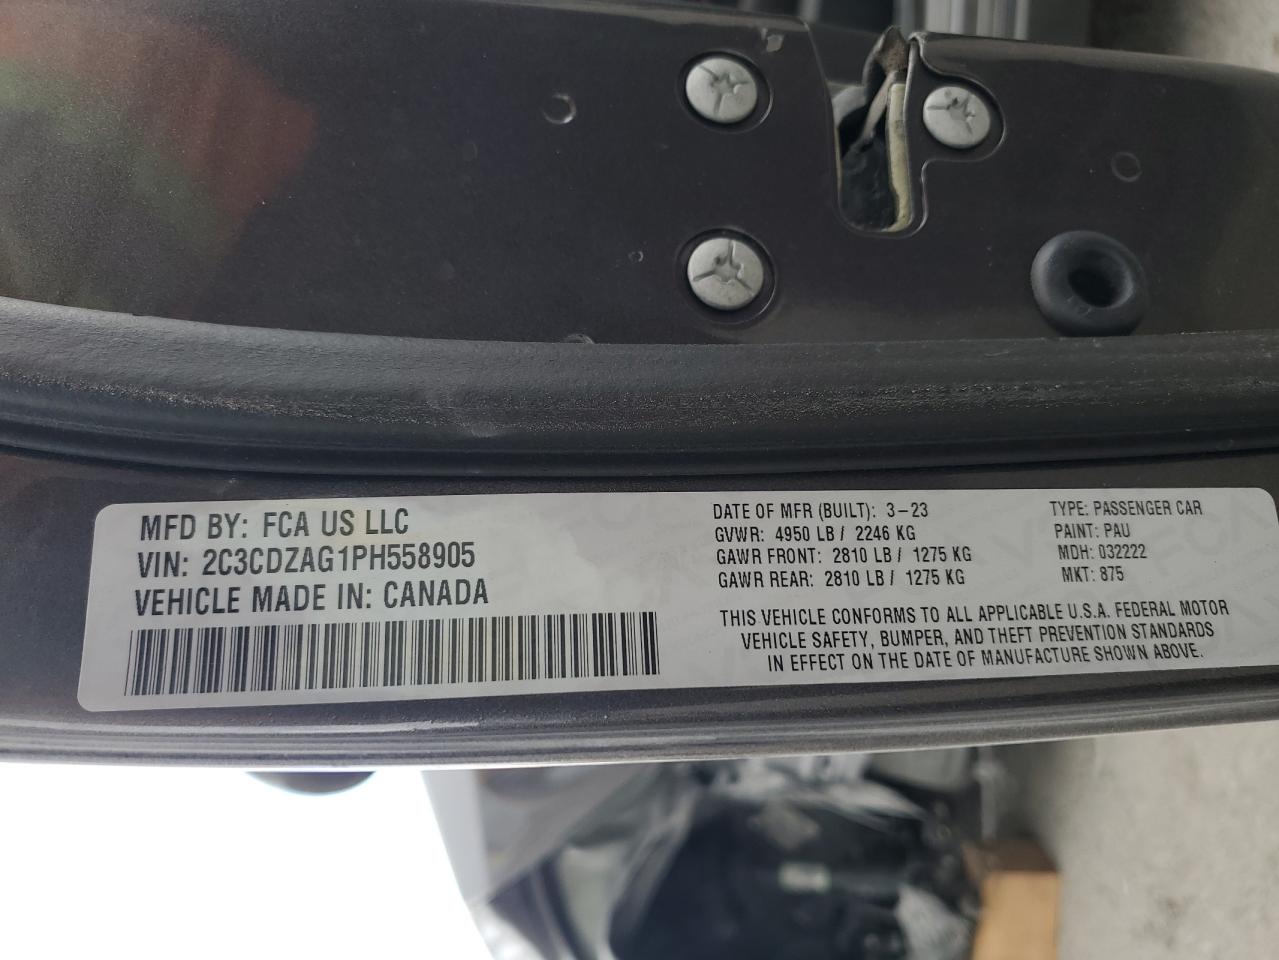 MFD BY: FCA US LLC
VIN: 2C3CDZAG1PH558905
VEHICLE MADE IN: CANADA
DATE OF MFR (BUILT): 3-23
GVWR: 4950 LB / 2246 KG
GAWR FRONT: 2810 LB / 1275 KG
GAWR REAR: 2810 LB / 1275 KG
TYPE: PASSENGER CAR
PAINT: PAU
MDH: 032222
MKT: 875
THIS VEHICLE CONFORMS TO ALL APPLICABLE U.S.A. FEDERAL MOTOR
VEHICLE SAFETY, BUMPER, AND THEFT PREVENTION STANDARDS
IN EFFECT ON THE DATE OF MANUFACTURE SHOWN ABOVE.